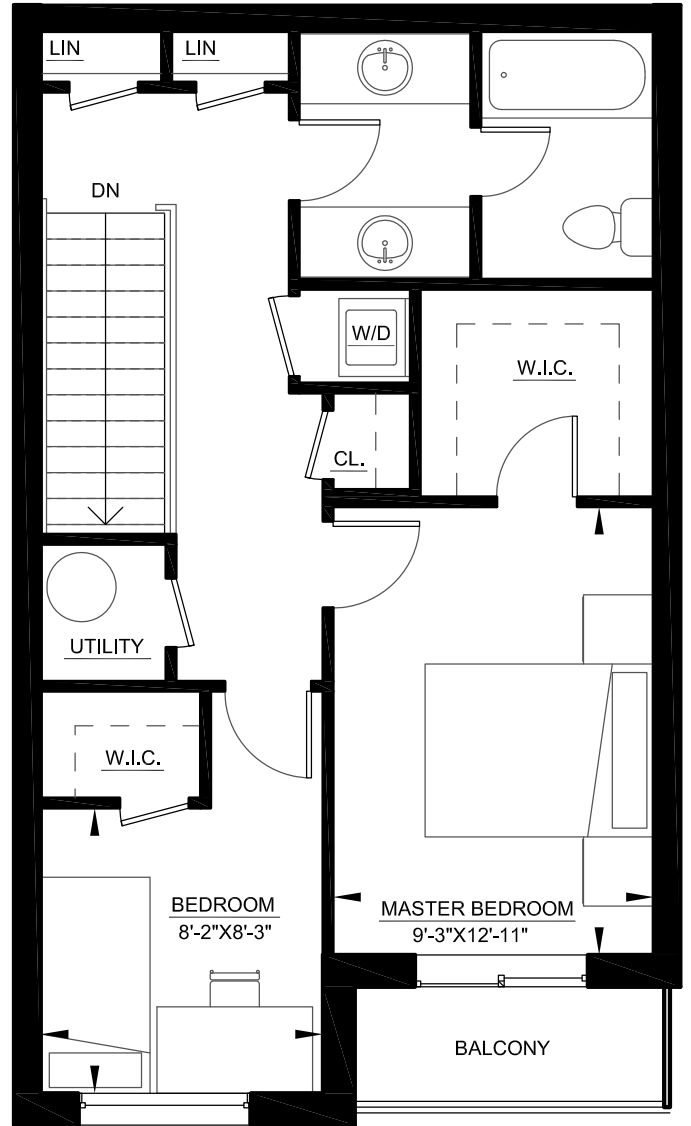 LIN
LIN
DN
W/D
W.I.C.
CL.
UTILITY
W.I.C.
BEDROOM
8'-2"X8'-3"
MASTER BEDROOM
9'-3"X12'-11"
BALCONY